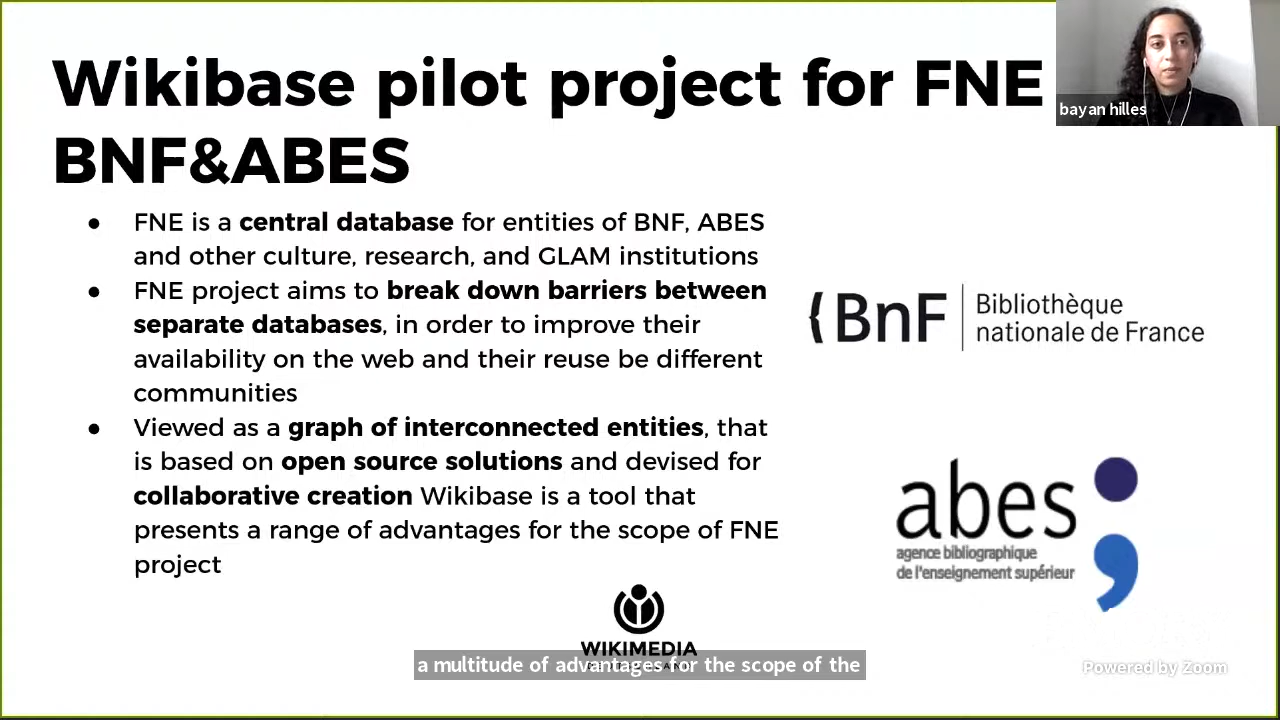 Wikibase pilot project for FNE
BNF&ABES
bayan hilles
● FNE is a central database for entities of BNF, ABES
and other culture, research, and GLAM institutions
● FNE project aims to break down barriers between
separate databases, in order to improve their
availability on the web and their reuse be different
communities
● Viewed as a graph of interconnected entities, that
is based on open source solutions and devised for
collaborative creation Wikibase is a tool that
presents a range of advantages for the scope of FNE
project
BnF
Bibliothèque
nationale de France
abes
agence bibliographique
de l'enseignement supérieur
WIKIMEDIA
a multitude of advantages for the scope of the
Powered by Zoom